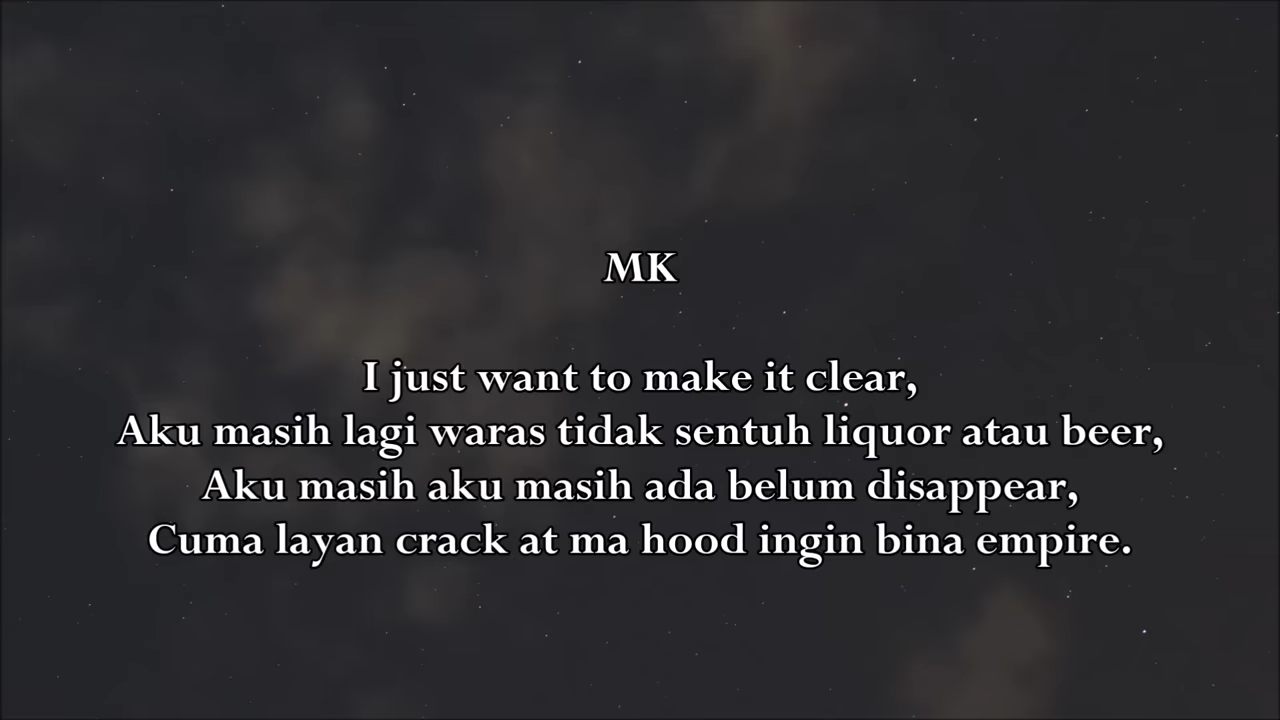 MK
I just want to make it clear,
Aku masih lagi waras tidak sentuh liquor atau beer,
Aku masih aku masih ada belum disappear,
Cuma layan crack at ma hood ingin bina empire.